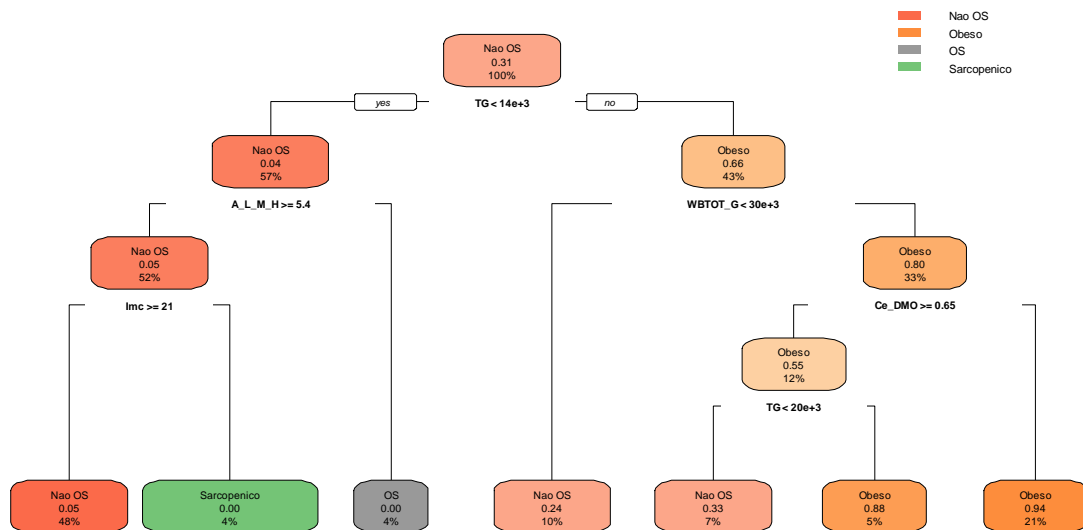 Nao OS
Obeso
OS
Sarcopenico
Nao OS
0.31
100%
yes
TG < 14e+3
no
Nao OS
0.04
57%
Obeso
0.66
43%
A_L_M_H >= 5.4
WBTOT_G < 30e+3
Nao OS
0.05
52%
Obeso
0.80
33%
Imc >= 21
Ce_DMO >= 0.65
Obeso
0.55
12%
TG < 20e+3
Nao OS
0.05
48%
Sarcopenico
0.00
4%
OS
0.00
4%
Nao OS
0.24
10%
Nao OS
0.33
7%
Obeso
0.88
5%
Obeso
0.94
21%